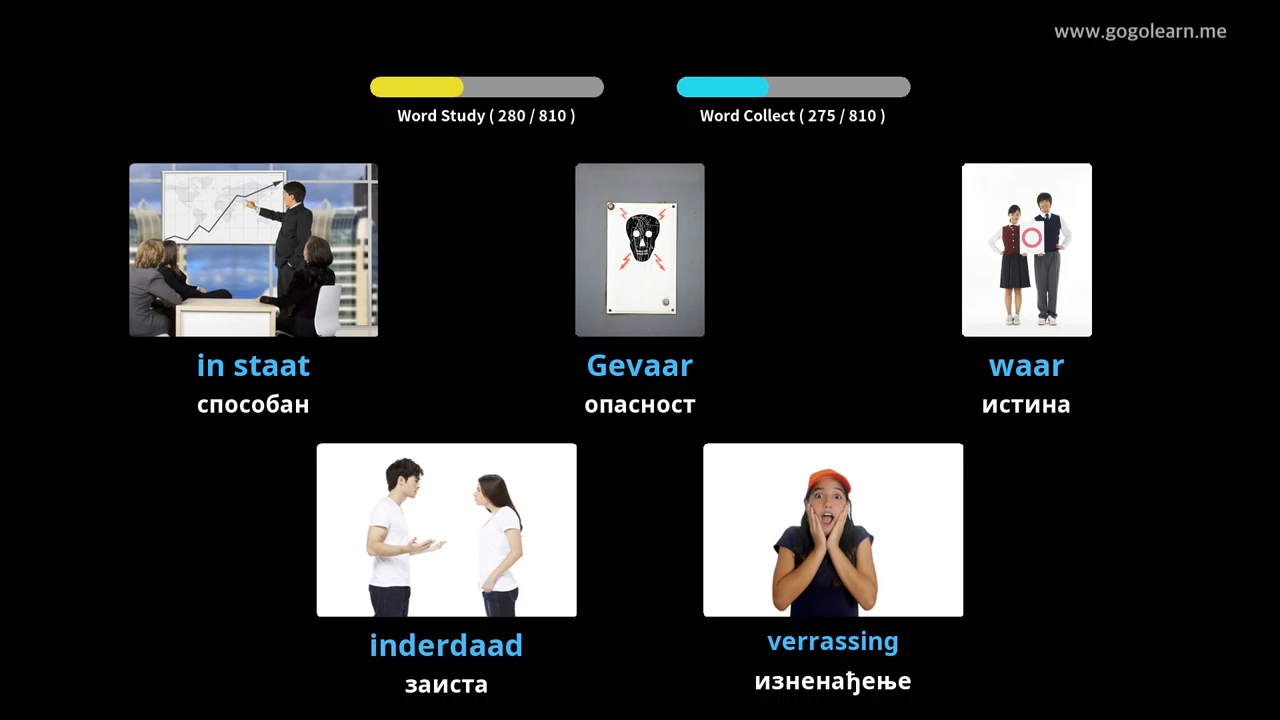 www.gogolearn.me
Word Study ( 280 / 810 )
Word Collect ( 275 / 810 )
in staat
способан
Gevaar
опасност
waar
истина
inderdaad
заиста
verrassing
изненађење